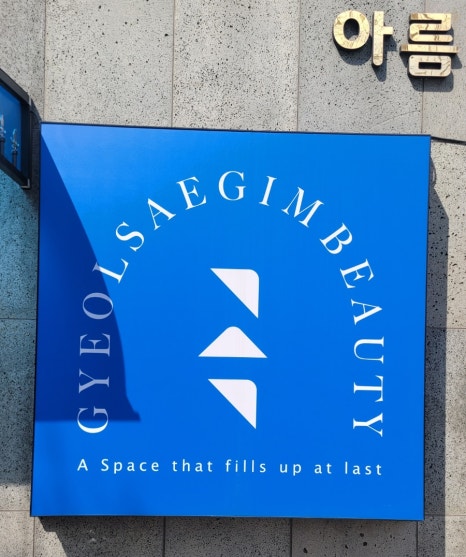 아름
GYEOLSAEGIMBEAUTY
A Space that fills up at last